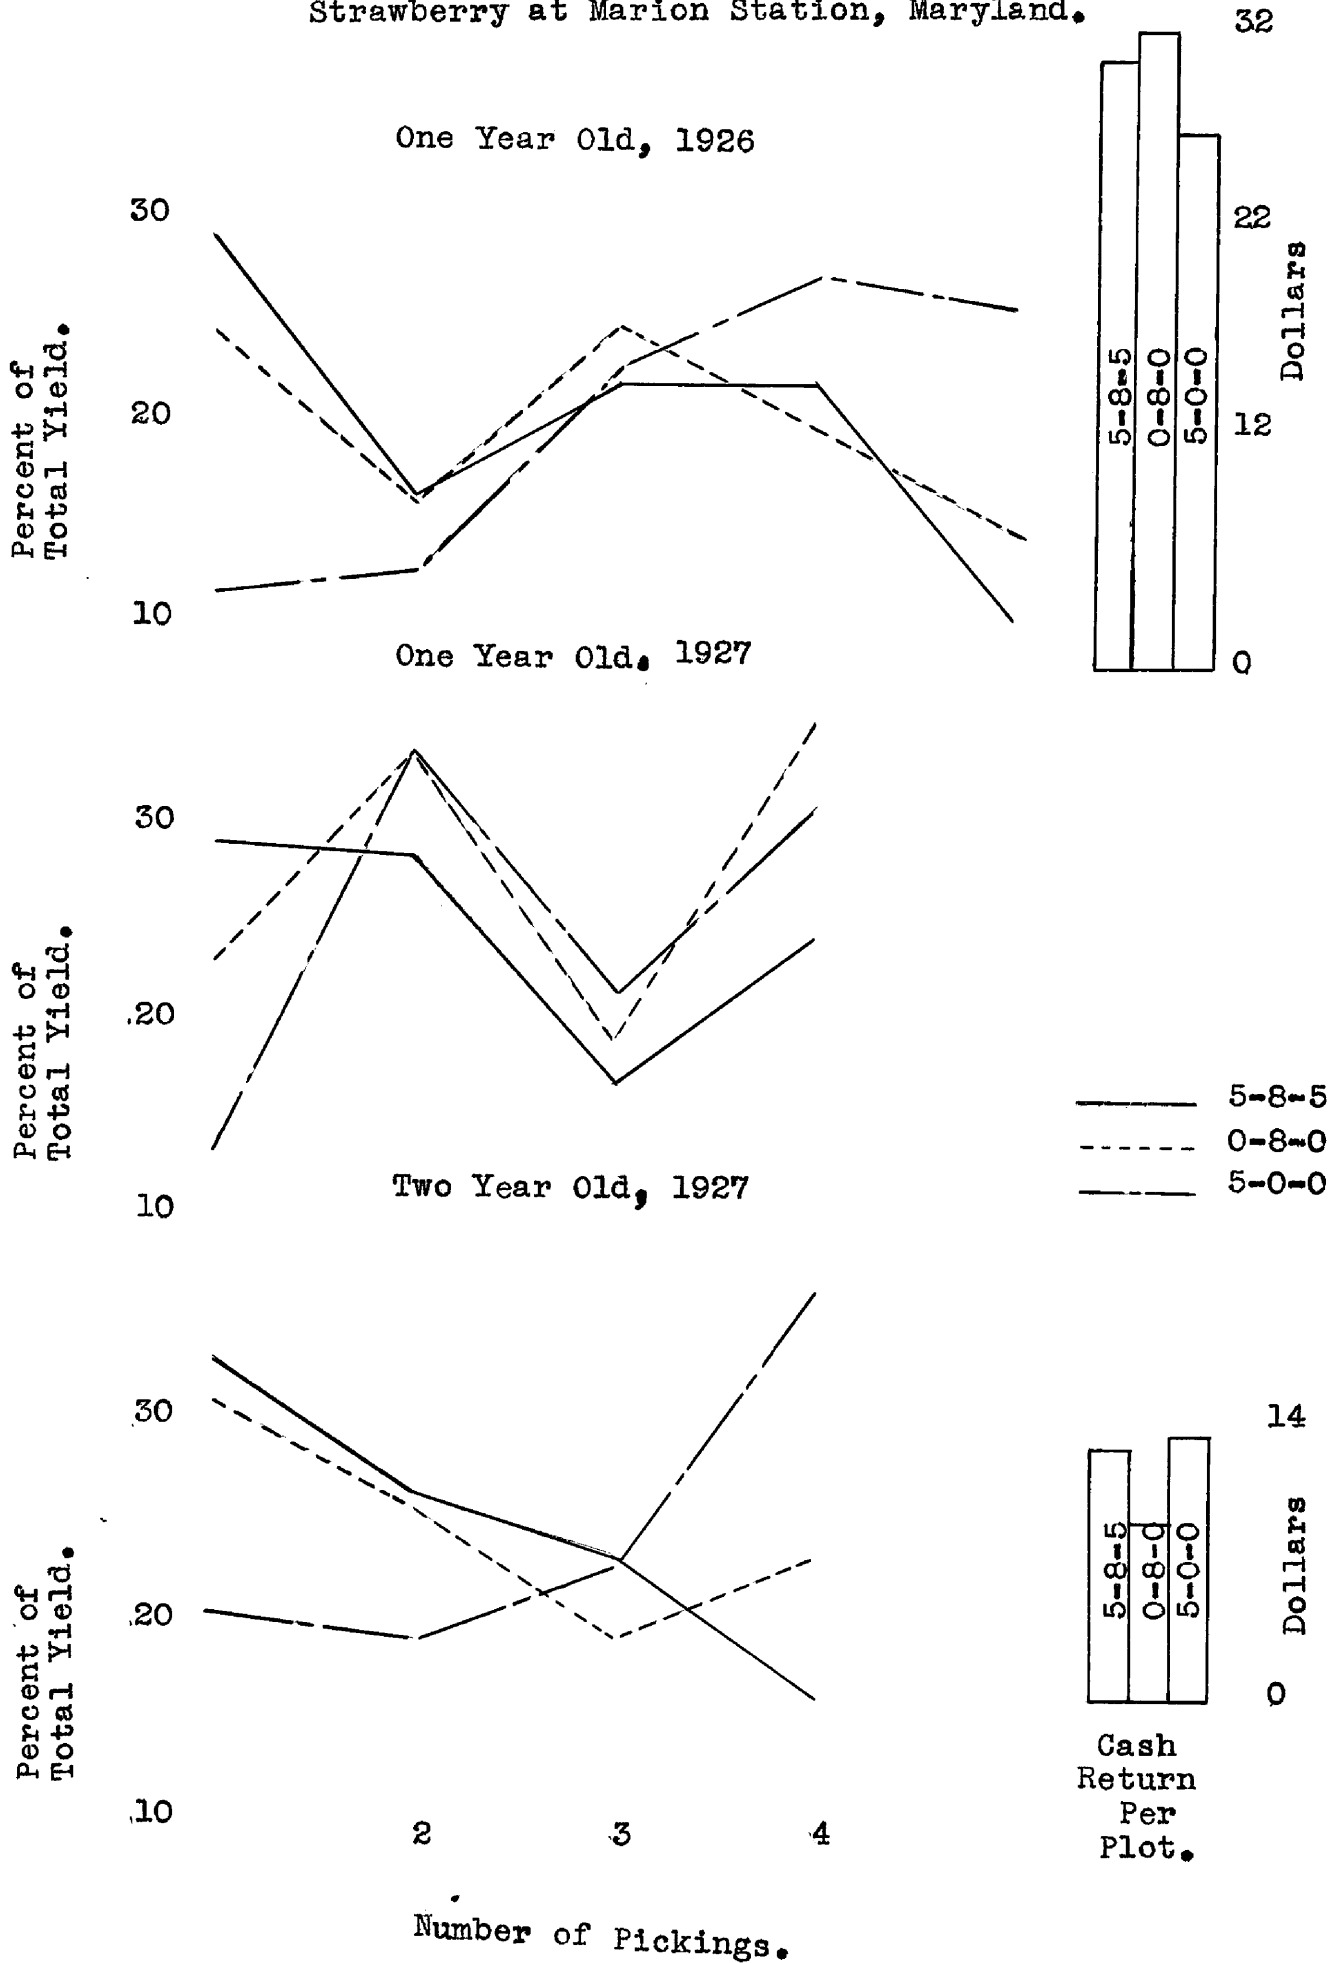 Strawberry at Marion Station, Maryland.
One Year Old, 1926
30
20
10
Percent of
Total Yield.
32
22
12
0
Dollars
5-8-5
0-8-0
5-0-0
One Year Old. 1927
30
20
10
Percent of
Total Yield.
5-8-5
0-8-0
5-0-0
Two Year Old, 1927
30
20
10
Percent of
Total Yield.
2
3
4
Number of Pickings.
14
0
Dollars
5-8-5
0-8-0
5-0-0
Cash
Return
Per
Plot.